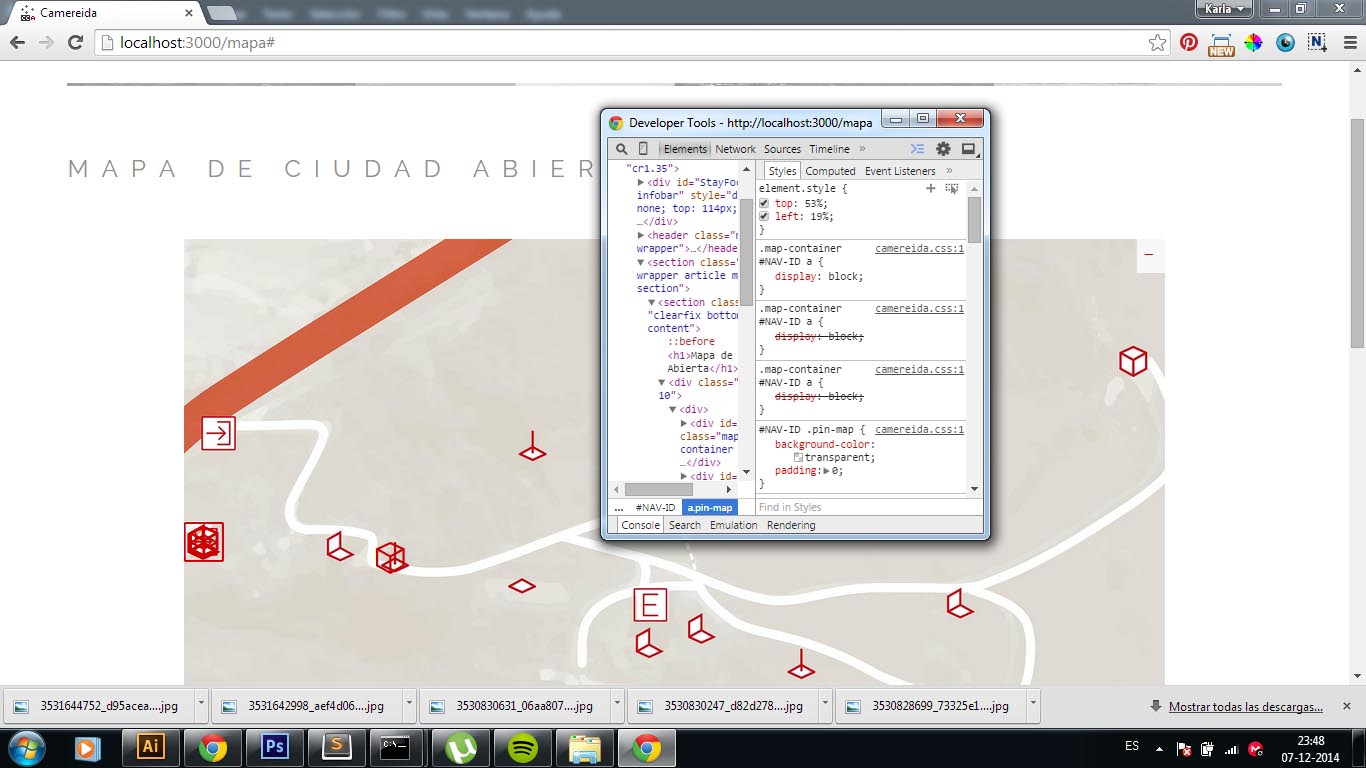 Camereida
Karla
localhost:3000/mapa#
NEW
N
MAPA DE CIUDAD ABIER
Developer Tools - http://localhost:3000/mapa
Elements Network Sources Timeline »
"cr1.35">
<div id="StayFoc
infobar" style="d
none; top: 114px;
…</div>
<header class="
wrapper">…</heade
<section class="
wrapper article m
section">
<section class
"clearfix botto
content">
::before
<h1>Mapa de
Abierta</h1>
<div class="
10">
<div>
<div id=
class="map
container
…</div>
<div id=
... #NAV-ID a.pin-map
Styles Computed Event Listeners »
element.style {
top: 53%;
left: 19%;
}
.map-container camereida.css:1
#NAV-ID a {
display: block;
}
.map-container camereida.css:1
#NAV-ID a {
display: block;
}
.map-container camereida.css:1
#NAV-ID a {
display: block;
}
#NAV-ID .pin-map { camereida.css:1
background-color:
transparent;
padding: 0;
}
Find in Styles
Console Search Emulation Rendering
E
3531644752_d95acea....jpg
3531642998_aef4d06....jpg
3530830631_06aa807....jpg
3530830247_d82d278....jpg
3530828699_73325e1....jpg
Mostrar todas las descargas...
Ai
Ps
S
C:\
µ
ES
23:48
07-12-2014